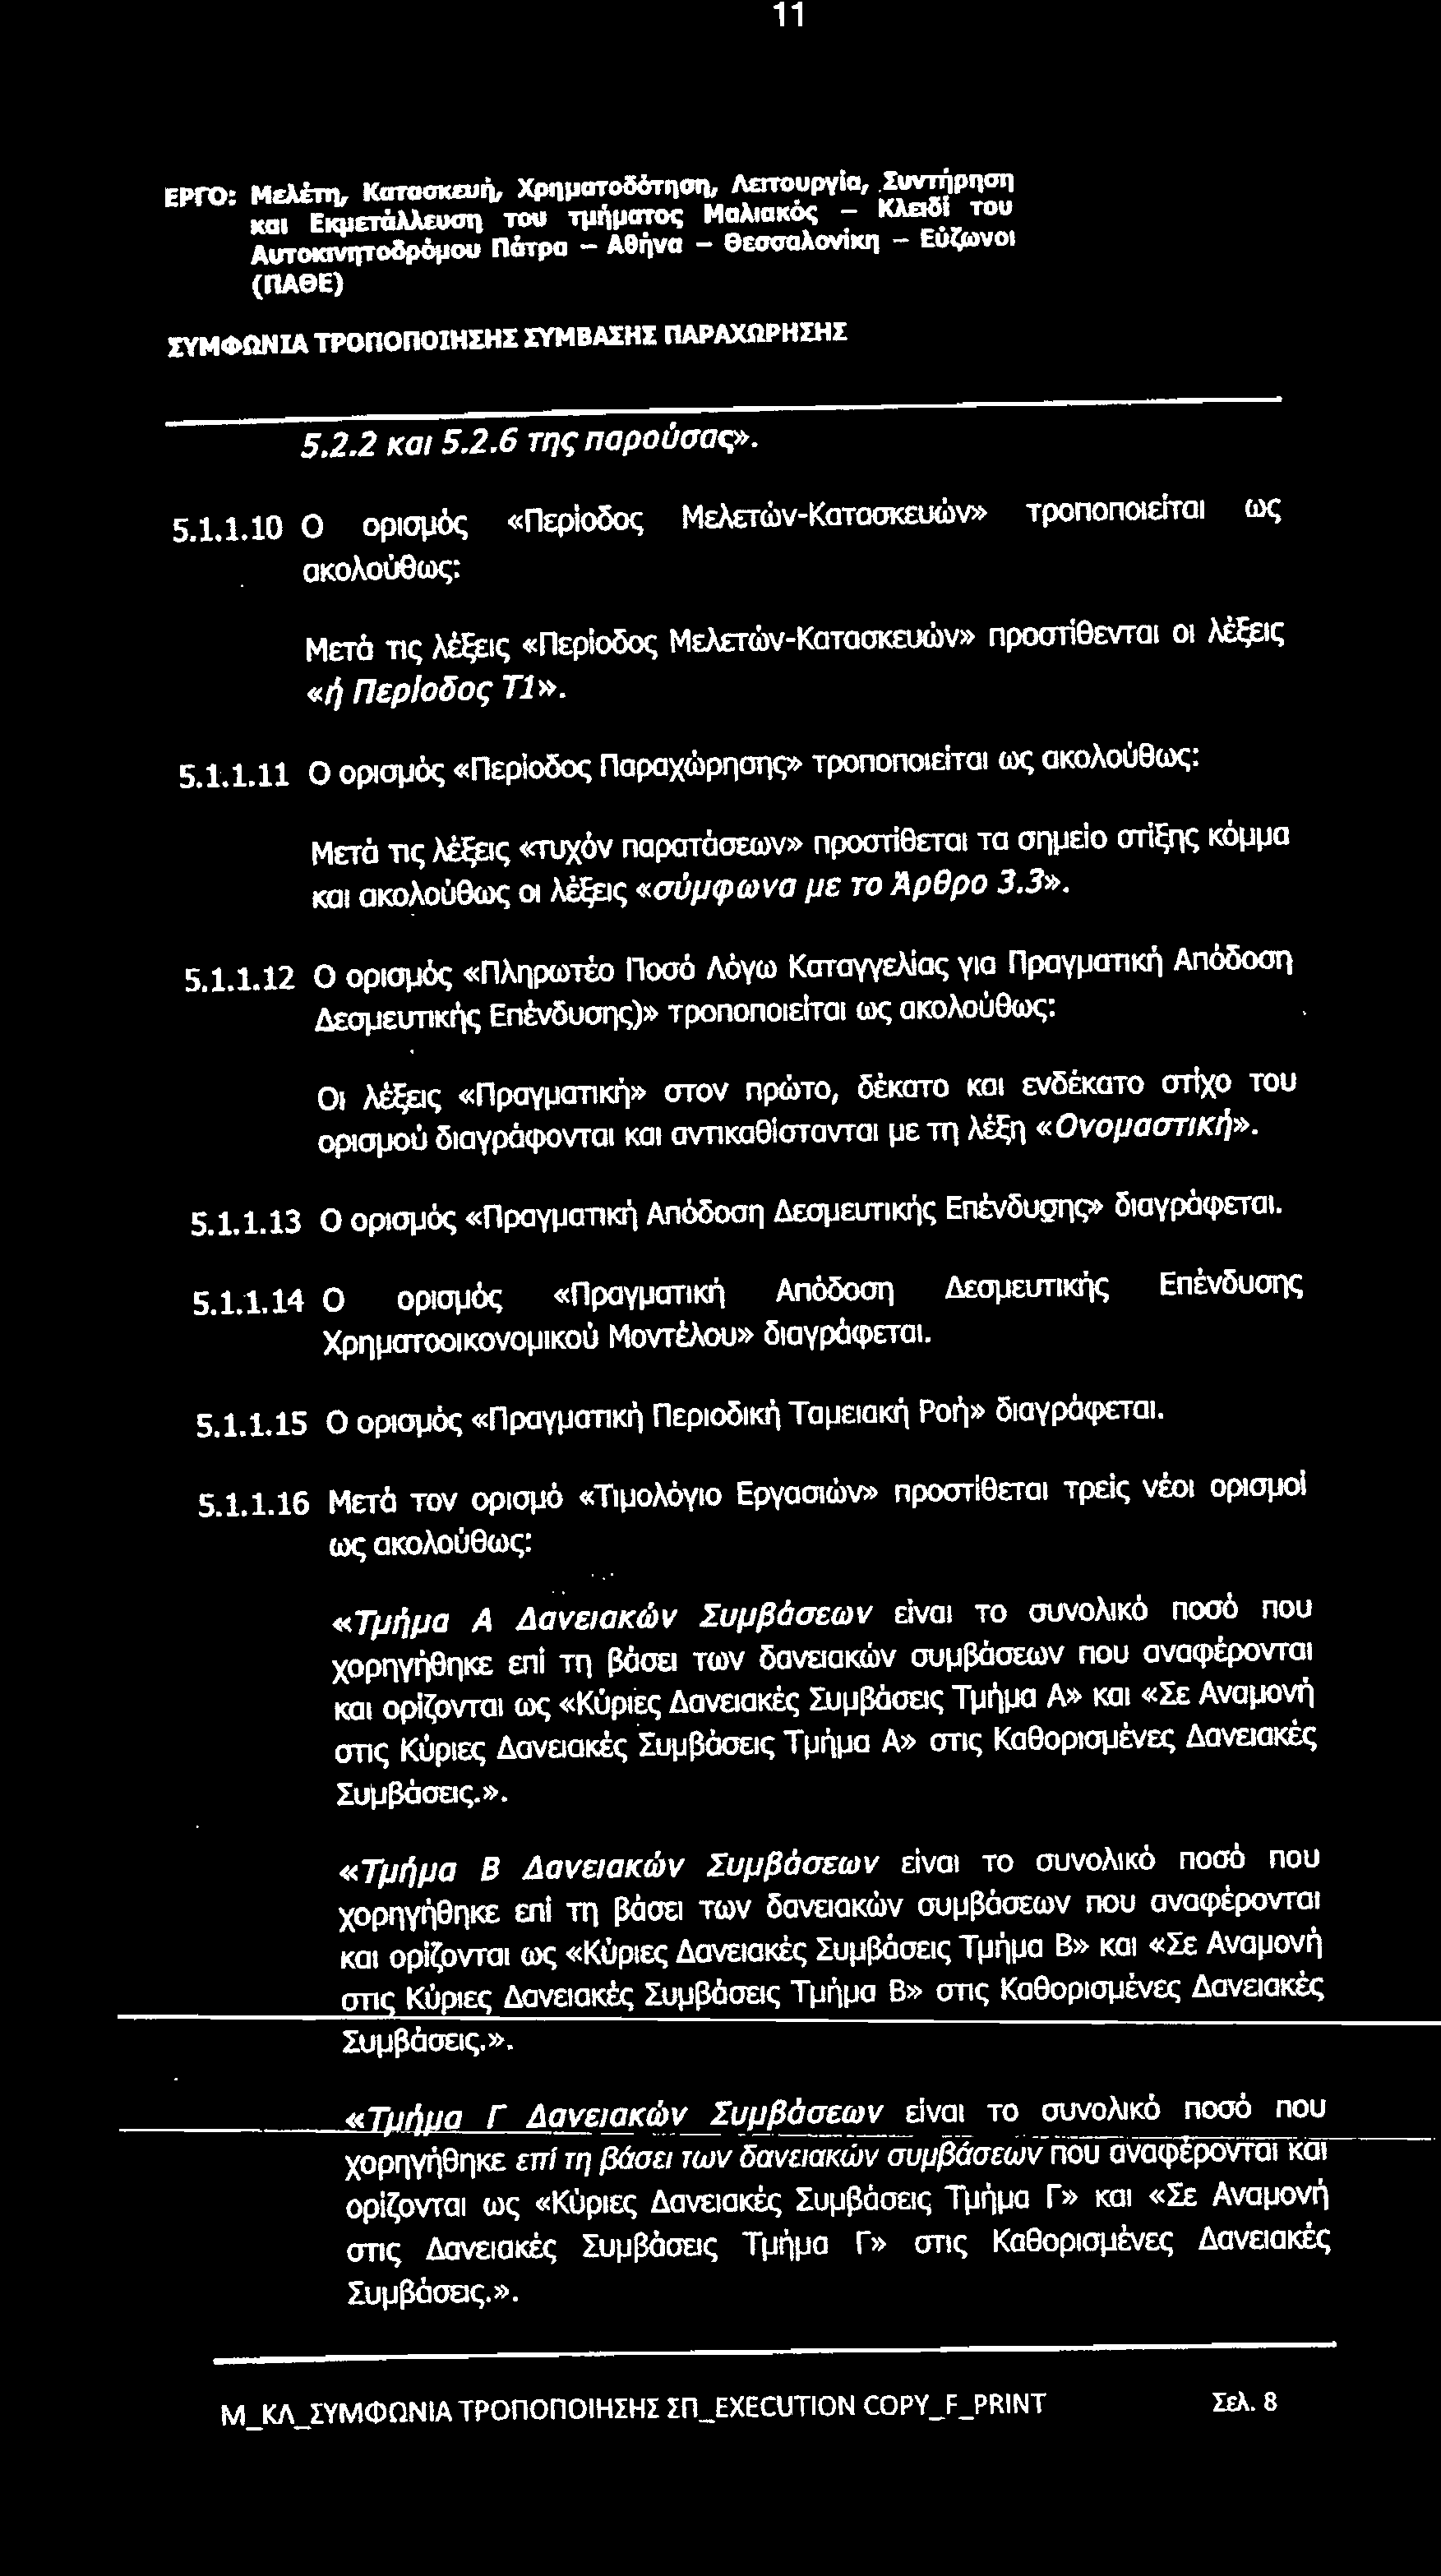 11
ΕΡΓΟ: Μελέτη, Κατασκευή, Χρηματοδότηση, Λειτουργία, Συντήρηση
και Εκμετάλλευση του τμήματος Μαλιακός – Κλειδί του
Αυτοκινητοδρόμου Πάτρα – Αθήνα – Θεσσαλονίκη – Εύζωνοι
(ΠΑΘΕ)
ΣΥΜΦΩΝΙΑ ΤΡΟΠΟΠΟΙΗΣΗΣ ΣΥΜΒΑΣΗΣ ΠΑΡΑΧΩΡΗΣΗΣ
5.2.2 και 5.2.6 της παρούσας».
5.1.1.10 Ο ορισμός «Περίοδος Μελετών-Κατασκευών» τροποποιείται ως
ακολούθως:
Μετά τις λέξεις «Περίοδος Μελετών-Κατασκευών» προστίθενται οι λέξεις
«ή Περίοδος Τ1».
5.1.1.11 Ο ορισμός «Περίοδος Παραχώρησης» τροποποιείται ως ακολούθως:
Μετά τις λέξεις «τυχόν παρατάσεων» προστίθεται τα σημείο στίξης κόμμα
και ακολούθως οι λέξεις «σύμφωνα με το Άρθρο 3.3».
5.1.1.12 Ο ορισμός «Πληρωτέο Ποσό Λόγω Καταγγελίας για Πραγματική Απόδοση
Δεσμευτικής Επένδυσης)» τροποποιείται ως ακολούθως:
Οι λέξεις «Πραγματική» στον πρώτο, δέκατο και ενδέκατο στίχο του
ορισμού διαγράφονται και αντικαθίστανται με τη λέξη «Ονομαστική».
5.1.1.13 Ο ορισμός «Πραγματική Απόδοση Δεσμευτικής Επένδυσης» διαγράφεται.
5.1.1.14 Ο ορισμός «Πραγματική Απόδοση Δεσμευτικής Επένδυσης
Χρηματοοικονομικού Μοντέλου» διαγράφεται.
5.1.1.15 Ο ορισμός «Πραγματική Περιοδική Ταμειακή Ροή» διαγράφεται.
5.1.1.16 Μετά τον ορισμό «Τιμολόγιο Εργασιών» προστίθεται τρείς νέοι ορισμοί
ως ακολούθως:
«Τμήμα Α Δανειακών Συμβάσεων είναι το συνολικό ποσό που
χορηγήθηκε επί τη βάσει των δανειακών συμβάσεων που αναφέρονται
και ορίζονται ως «Κύριες Δανειακές Συμβάσεις Τμήμα Α» και «Σε Αναμονή
στις Κύριες Δανειακές Συμβάσεις Τμήμα Α» στις Καθορισμένες Δανειακές
Συμβάσεις.».
«Τμήμα Β Δανειακών Συμβάσεων είναι το συνολικό ποσό που
χορηγήθηκε επί τη βάσει των δανειακών συμβάσεων που αναφέρονται
και ορίζονται ως «Κύριες Δανειακές Συμβάσεις Τμήμα Β» και «Σε Αναμονή
στις Κύριες Δανειακές Συμβάσεις Τμήμα Β» στις Καθορισμένες Δανειακές
Συμβάσεις.».
«Τμήμα Γ Δανειακών Συμβάσεων είναι το συνολικό ποσό που
χορηγήθηκε επί τη βάσει των δανειακών συμβάσεων που αναφέρονται και
ορίζονται ως «Κύριες Δανειακές Συμβάσεις Τμήμα Γ» και «Σε Αναμονή
στις Δανειακές Συμβάσεις Τμήμα Γ» στις Καθορισμένες Δανειακές
Συμβάσεις.».
Μ_ΚΛ_ΣΥΜΦΩΝΙΑ ΤΡΟΠΟΠΟΙΗΣΗΣ ΣΠ_EXECUTION COPY_F_PRINT Σελ. 8